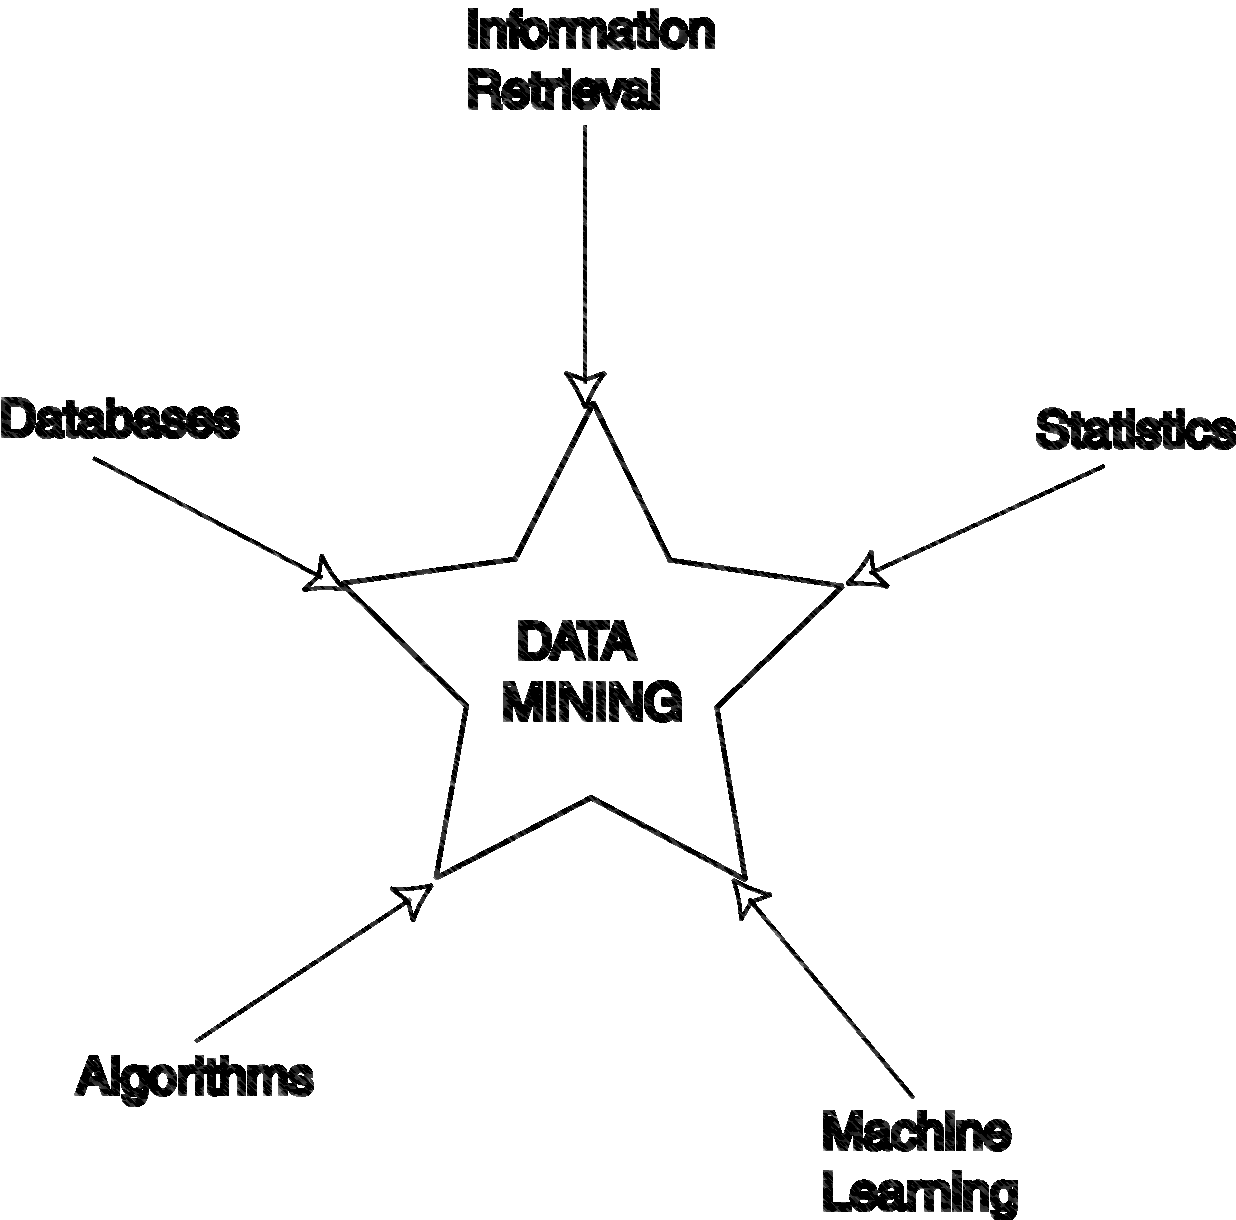 Information
Retrieval
Databases
Statistics
DATA
MINING
Algorithms
Machine
Learning